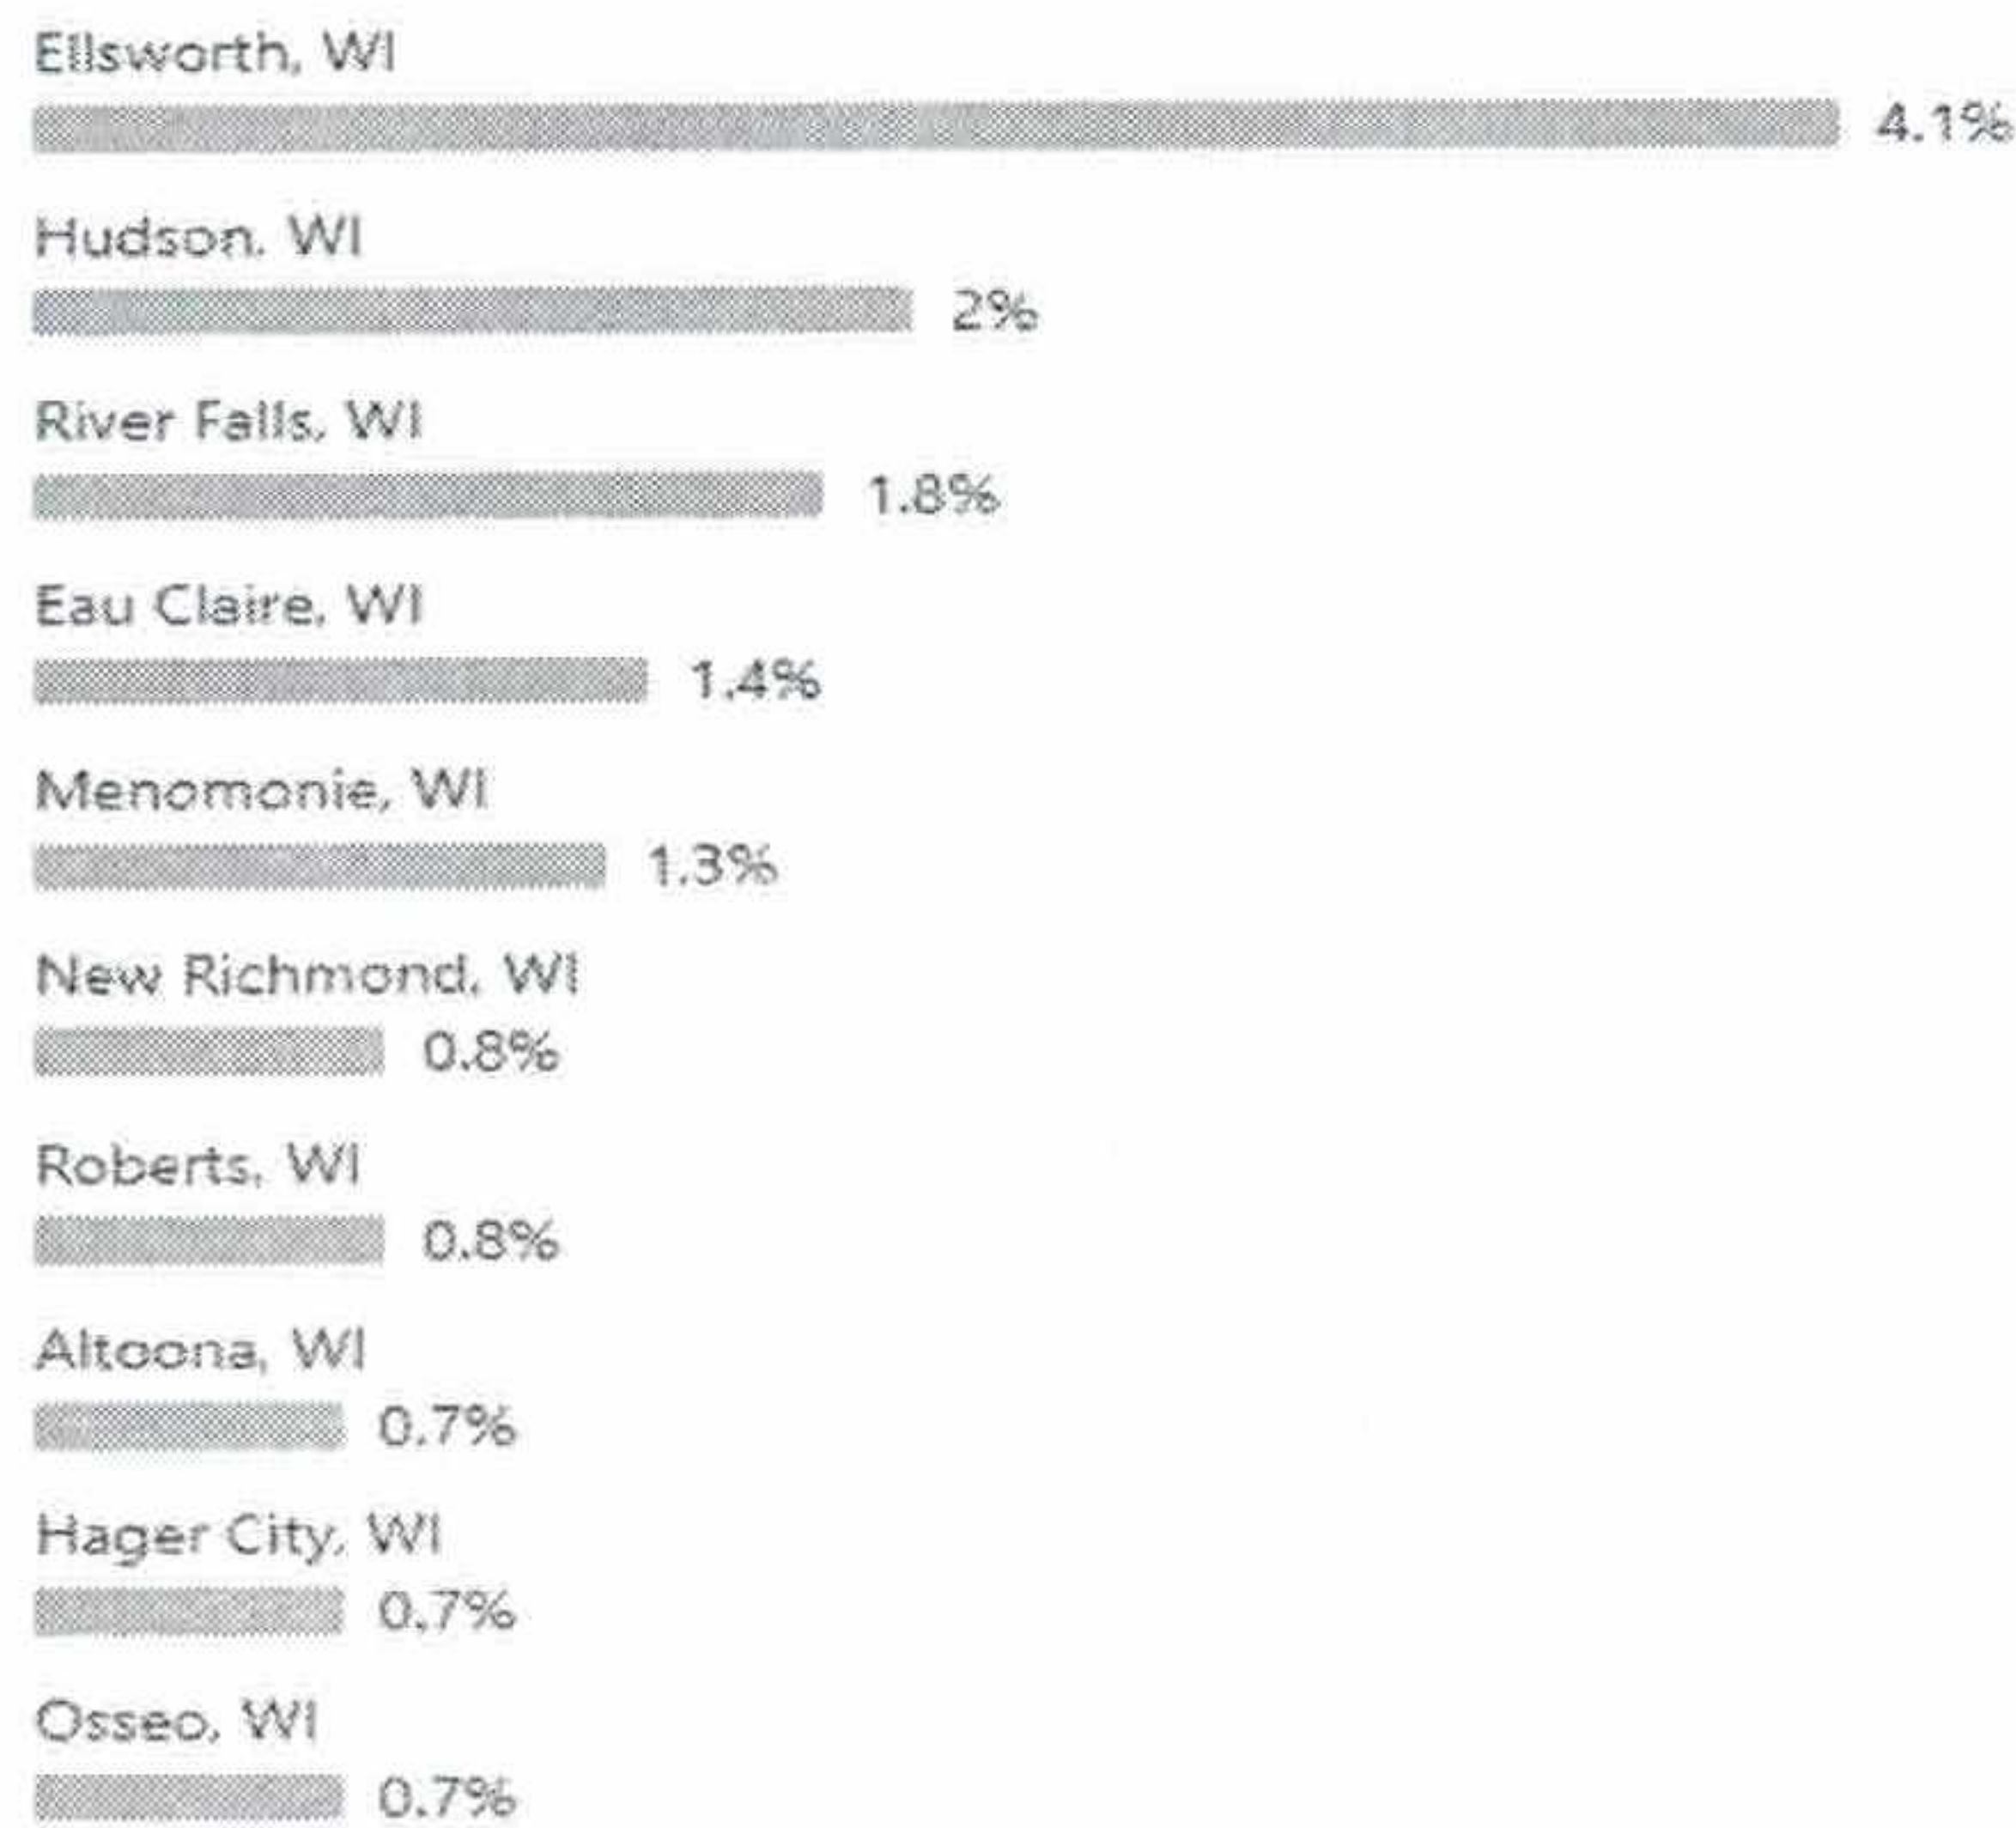 Ellsworth, WI
4.1%
Hudson, WI
2%
River Falls, WI
1.8%
Eau Claire, WI
1.4%
Menomonie, WI
1.3%
New Richmond, WI
0.8%
Roberts, WI
0.8%
Altoona, WI
0.7%
Hager City, WI
0.7%
Osseo, WI
0.7%